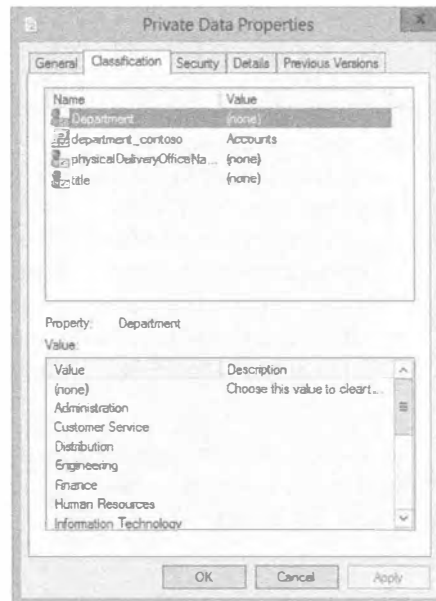 Private Data Properties
x
General Classification Security Details Previous Versions
Name Value
Department (none)
department_contoso Accounts
physicalDeliveryOfficeNa... (none)
title (none)
Property: Department
Value:
Value Description
(none) Choose this value to cleart...
Administration
Customer Service
Distribution
Engineering
Finance
Human Resources
Information Technology
OK Cancel Apply